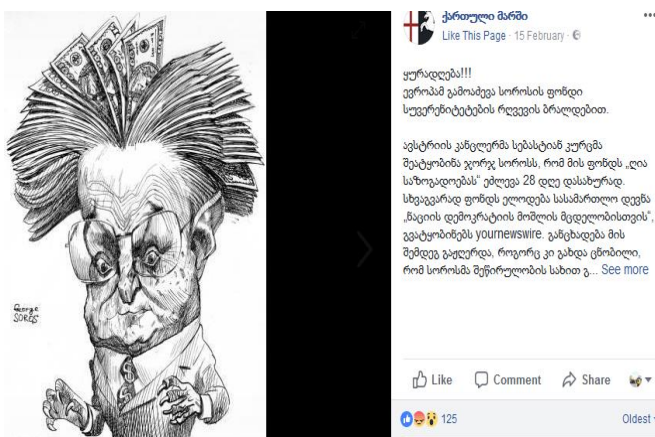 George
SOROS
ქართული მარში
Like This Page · 15 February ·
ყურადღება!!!
ევროპამ გამოაძევა სოროსის ფონდი
სუვერენიტეტების რღვევის ბრალდებით.
ავსტრიის კანცლერმა სებასტიან კურცმა
შეატყობინა ჯორჯ სოროსს, რომ მის ფონდს „ღია
საზოგადოებას“ ეძლევა 28 დღე დასახურად.
სხვაგვარად ფონდს ელოდება სასამართლო დევნა
„ნაციის დემოკრატიის მოშლის მცდელობისთვის“,
გვატყობინებს yournewswire. განცხადება მის
შემდეგ გაჟღერდა, როგორც კი გახდა ცნობილი,
რომ სოროსმა შეწირულობის სახით გ... See more
Like Comment Share
125 Oldest